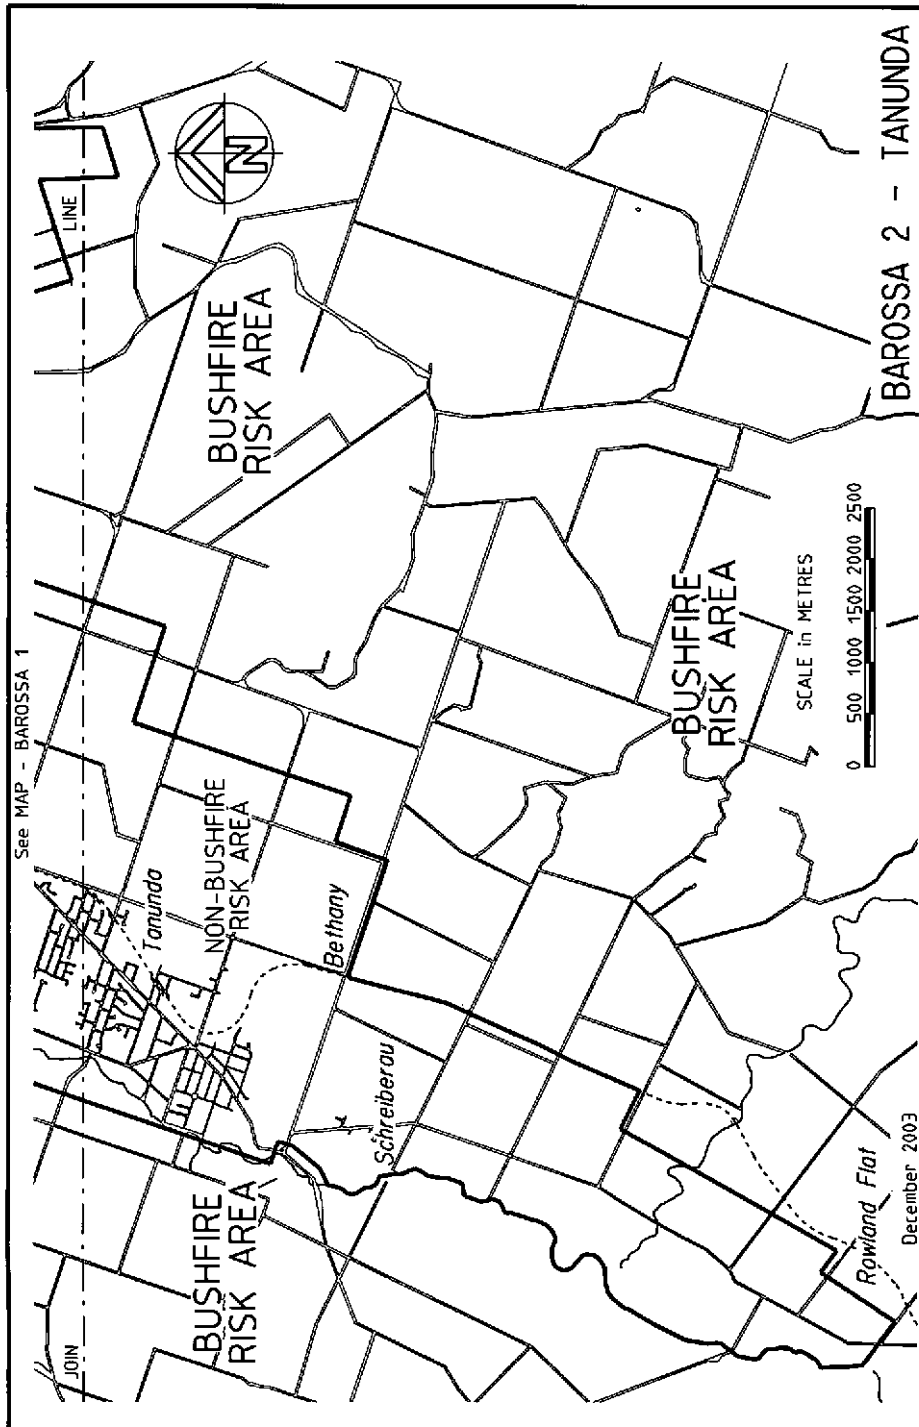 See MAP - BAROSSA 1
JOIN
LINE
N
BUSHFIRE
RISK AREA
Tanunda
NON-BUSHFIRE
RISK AREA
BUSHFIRE
RISK AREA
Bethany
Schreiberau
BUSHFIRE
RISK AREA
Rowland Flat
SCALE in METRES
0 500 1000 1500 2000 2500
December 2003
BAROSSA 2 - TANUNDA